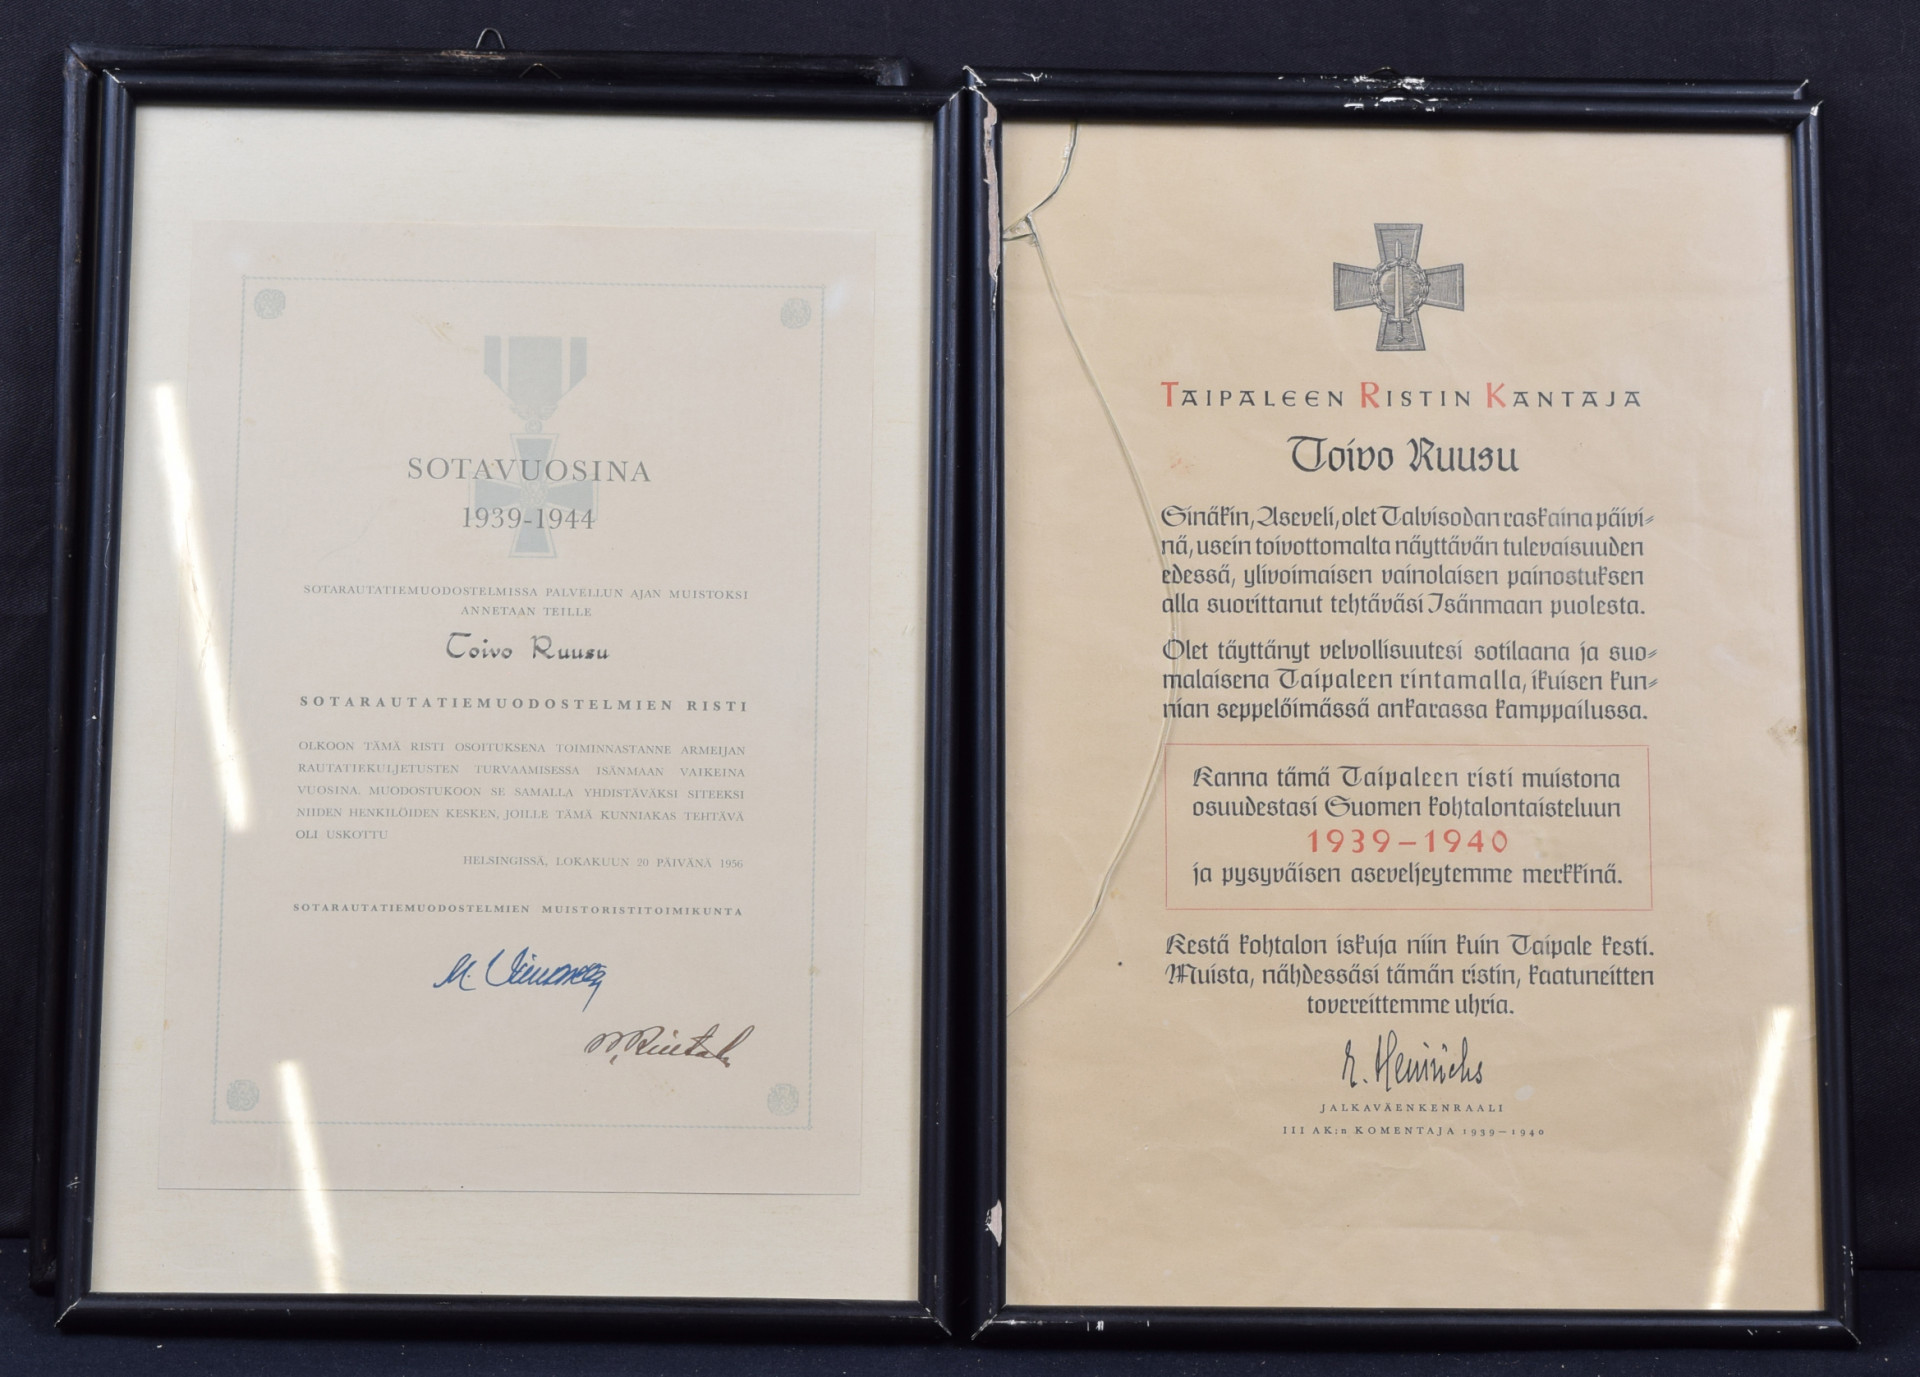 SOTAVUOSINA
1939-1944
SOTARAUTATIEMUODOSTELMISSA PALVELLUN AJAN MUISTOKSI
ANNETAAN TEILLE
Toivo Ruusu
SOTARAUTATIEMUODOSTELMIEN RISTI
OLKOON TÄMÄ RISTI OSOITUKSENA TOIMINNASTANNE ARMEIJAN
RAUTATIEKULJETUSTEN TURVAAMISESSA ISÄNMAAN VAIKEINA
VUOSINA. MUODOSTUKOON SE SAMALLA YHDISTÄVÄKSI SITEEKSI
NIIDEN HENKILÖIDEN KESKEN, JOILLE TÄMÄ KUNNIAKAS TEHTÄVÄ
OLI USKOTTU
HELSINGISSÄ, LOKAKUUN 20 PÄIVÄNÄ 1956
SOTARAUTATIEMUODOSTELMIEN MUISTORISTITOIMIKUNTA
TAIPALEEN RISTIN KANTAJA
Toivo Ruusu
Sinäkin, Aseveli, olet Talvisodan raskaina päivi-
nä, usein toivottomalta näyttävän tulevaisuuden
edessä, ylivoimaisen vainolaisen painostuksen
alla suorittanut tehtäväsi Isänmaan puolesta.
Olet täyttänyt velvollisuutesi sotilaana ja suo-
malaisena Taipaleen rintamalla, ikuisen kun-
nian seppelöimässä ankarassa kamppailussa.
Kanna tämä Taipaleen risti muistona
osuudestasi Suomen kohtalontaisteluun
1939-1940
ja pysyväisen aseveljeytemme merkkinä.
Kestä kohtalon iskuja niin kuin Taipale kesti.
Muista, nähdessäsi tämän ristin, kaatuneitten
tovereittemme uhria.
E. Heinrichs
JALKAVÄENKENRAALI
III AK:n KOMENTAJA 1939-1940